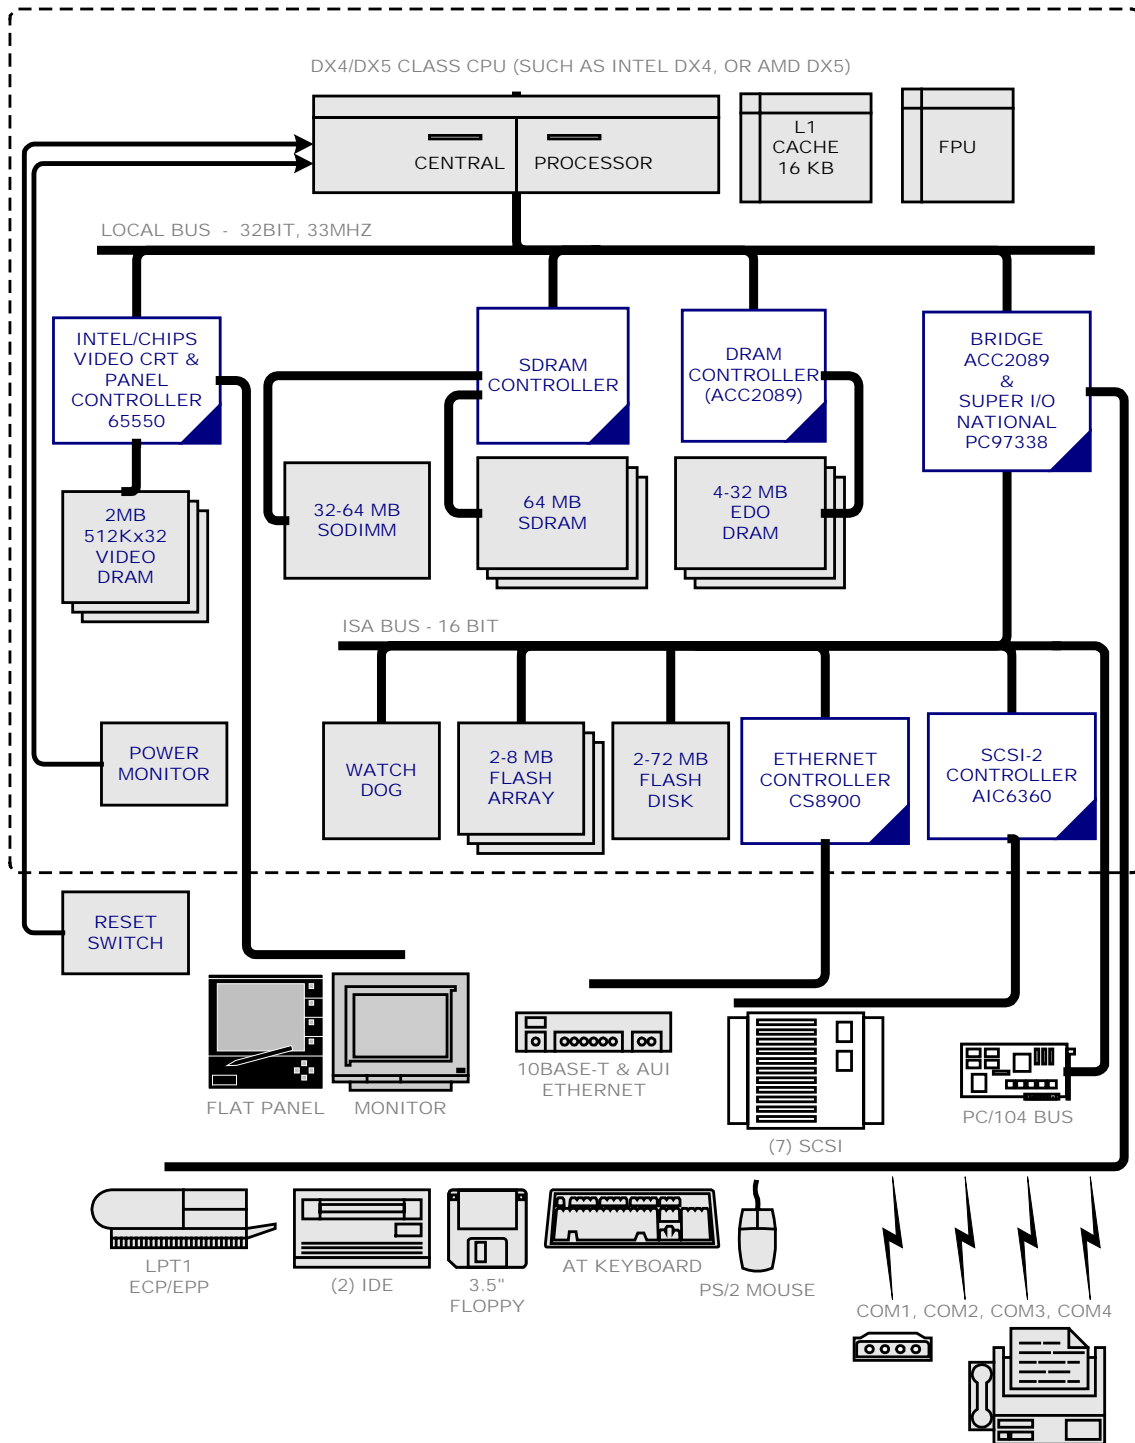 DX4/DX5 CLASS CPU (SUCH AS INTEL DX4, OR AMD DX5)
CENTRAL PROCESSOR
L1
CACHE
16 KB
FPU
LOCAL BUS - 32BIT, 33MHZ
INTEL/CHIPS
VIDEO CRT &
PANEL
CONTROLLER
65550
SDRAM
CONTROLLER
DRAM
CONTROLLER
(ACC2089)
BRIDGE
ACC2089
&
SUPER I/O
NATIONAL
PC97338
2MB
512Kx32
VIDEO
DRAM
32-64 MB
SODIMM
64 MB
SDRAM
4-32 MB
EDO
DRAM
ISA BUS - 16 BIT
POWER
MONITOR
WATCH
DOG
2-8 MB
FLASH
ARRAY
2-72 MB
FLASH
DISK
ETHERNET
CONTROLLER
CS8900
SCSI-2
CONTROLLER
AIC6360
RESET
SWITCH
FLAT PANEL
MONITOR
10BASE-T & AUI
ETHERNET
(7) SCSI
PC/104 BUS
LPT1
ECP/EPP
(2) IDE
3.5"
FLOPPY
AT KEYBOARD
PS/2 MOUSE
COM1, COM2, COM3, COM4